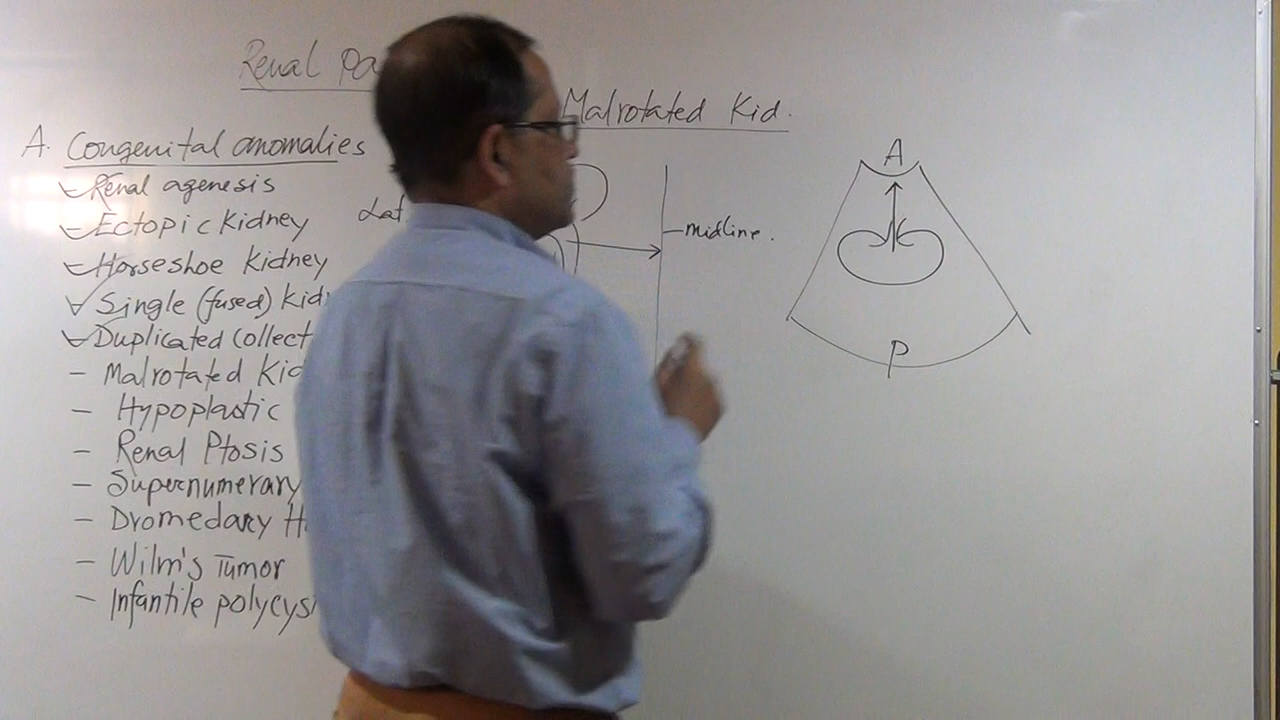 Renal Pa
Malrotated Kid.
A. Congenital anomalies
Renal agenesis
Ectopic Kidney
Horseshoe Kidney
Single (fused) Kid
Duplicated Collect
- Malrotated Kid
- Hypoplastic
- Renal Ptosis
- Supernumerary
- Dromedary H
- Wilm's Tumor
- Infantile polycys
Lat
midline.
A
P